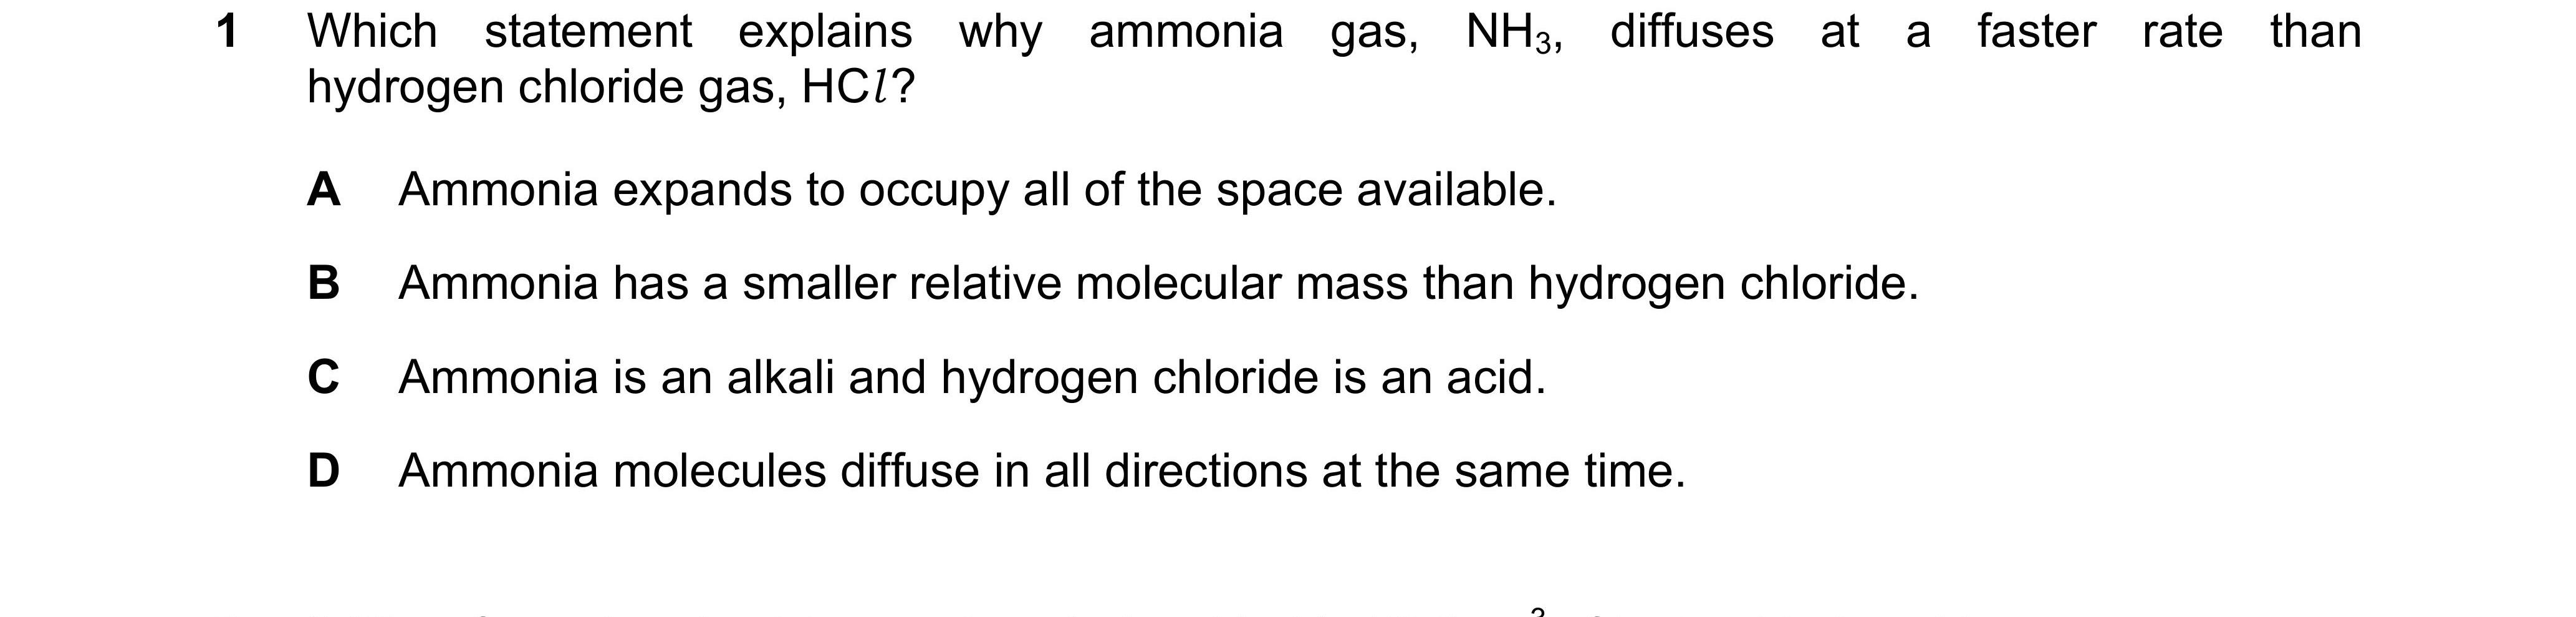 1 Which statement explains why ammonia gas, NH₃, diffuses at a faster rate than
hydrogen chloride gas, HCl?
A Ammonia expands to occupy all of the space available.
B Ammonia has a smaller relative molecular mass than hydrogen chloride.
C Ammonia is an alkali and hydrogen chloride is an acid.
D Ammonia molecules diffuse in all directions at the same time.